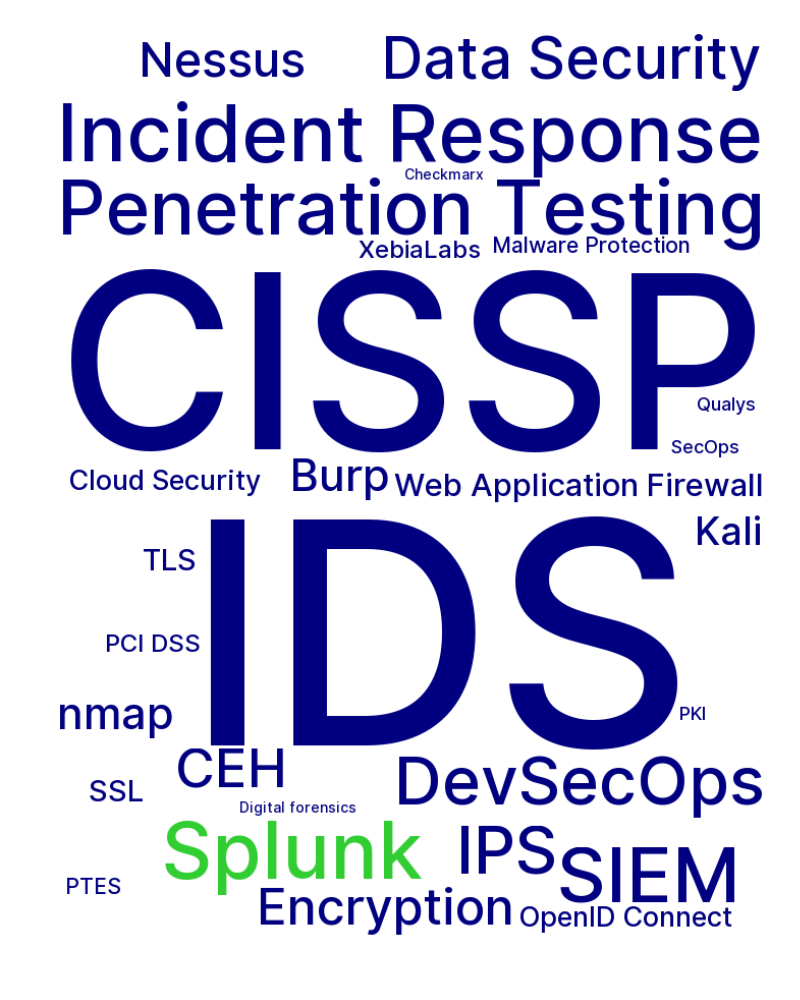 Nessus
Data Security
Incident Response
Checkmarx
Penetration Testing
XebiaLabs
Malware Protection
CISSP
Qualys
SecOps
Cloud Security
Burp
Web Application Firewall
Kali
IDS
TLS
PCI DSS
nmap
PKI
CEH
DevSecOps
SSL
Digital forensics
Splunk
IPS
SIEM
PTES
Encryption
OpenID Connect